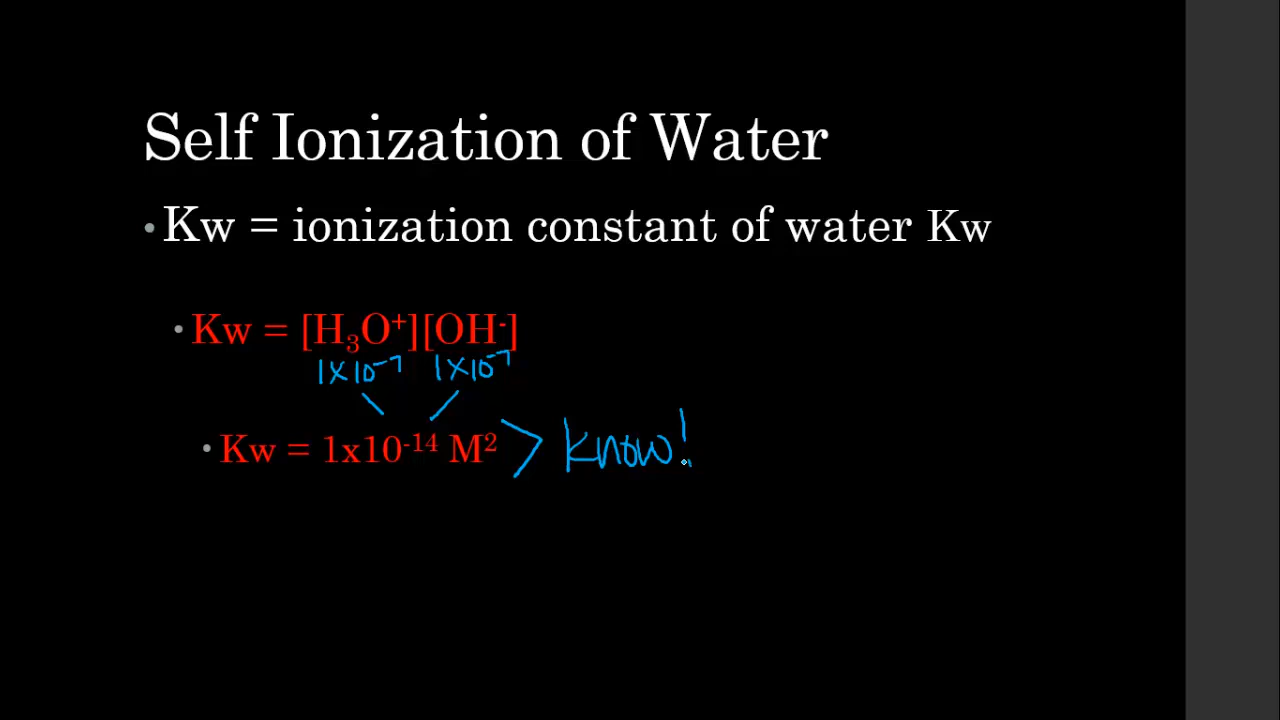 Self Ionization of Water
• Kw = ionization constant of water Kw
• Kw = [H₃O⁺][OH⁻]
1x10⁻⁷ 1x10⁻⁷
• Kw = 1x10⁻¹⁴ M² > know!